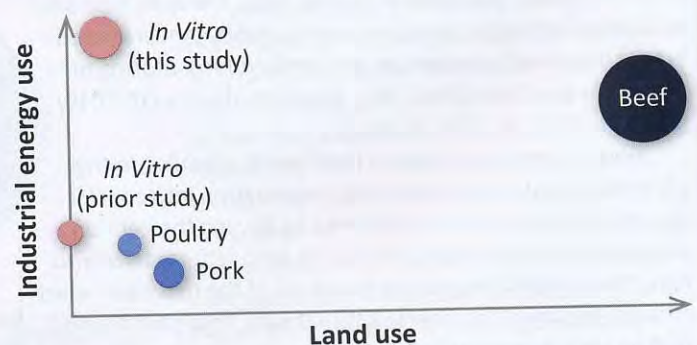 In Vitro
(this study)
Beef
In Vitro
(prior study)
Poultry
Pork
Industrial energy use
Land use